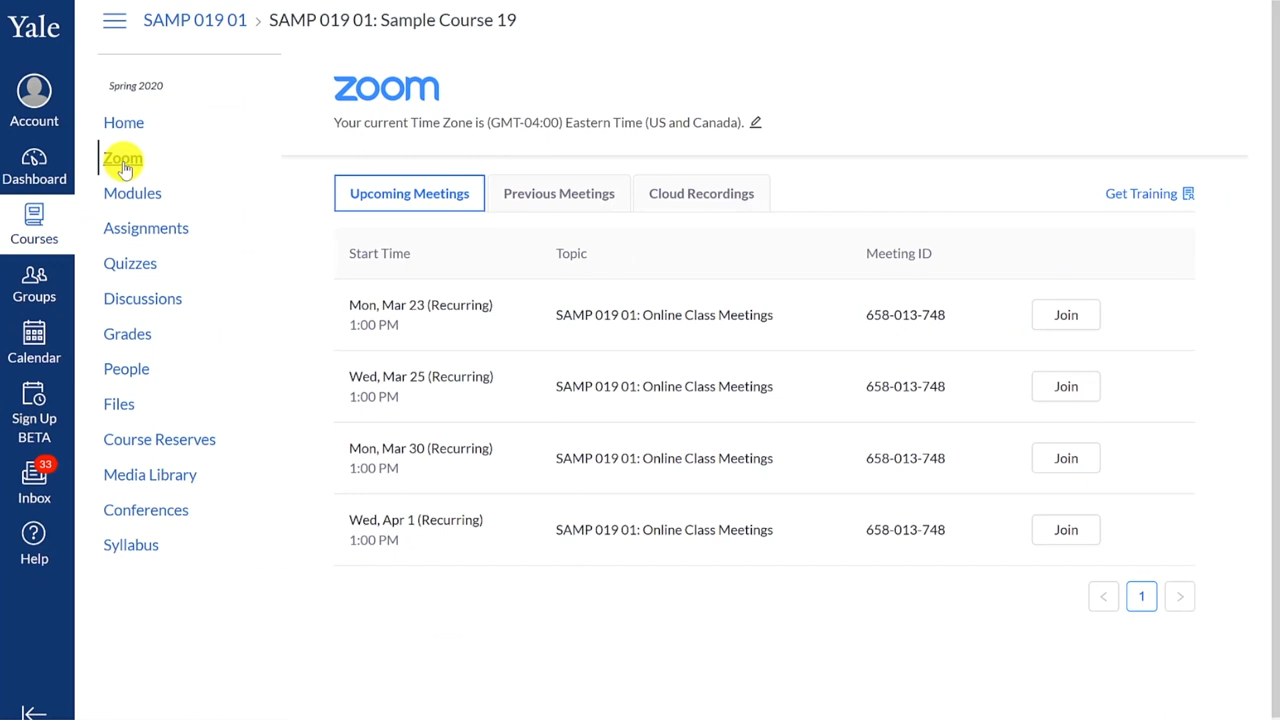 Yale
Account
Dashboard
Courses
Groups
Calendar
Sign Up
BETA
33
Inbox
Help
SAMP 019 01 > SAMP 019 01: Sample Course 19
Spring 2020
Home
Zoom
Modules
Assignments
Quizzes
Discussions
Grades
People
Files
Course Reserves
Media Library
Conferences
Syllabus
zoom
Your current Time Zone is (GMT-04:00) Eastern Time (US and Canada).
Upcoming Meetings Previous Meetings Cloud Recordings Get Training
Start Time Topic Meeting ID
Mon, Mar 23 (Recurring)
1:00 PM
SAMP 019 01: Online Class Meetings 658-013-748 Join
Wed, Mar 25 (Recurring)
1:00 PM
SAMP 019 01: Online Class Meetings 658-013-748 Join
Mon, Mar 30 (Recurring)
1:00 PM
SAMP 019 01: Online Class Meetings 658-013-748 Join
Wed, Apr 1 (Recurring)
1:00 PM
SAMP 019 01: Online Class Meetings 658-013-748 Join
< 1 >